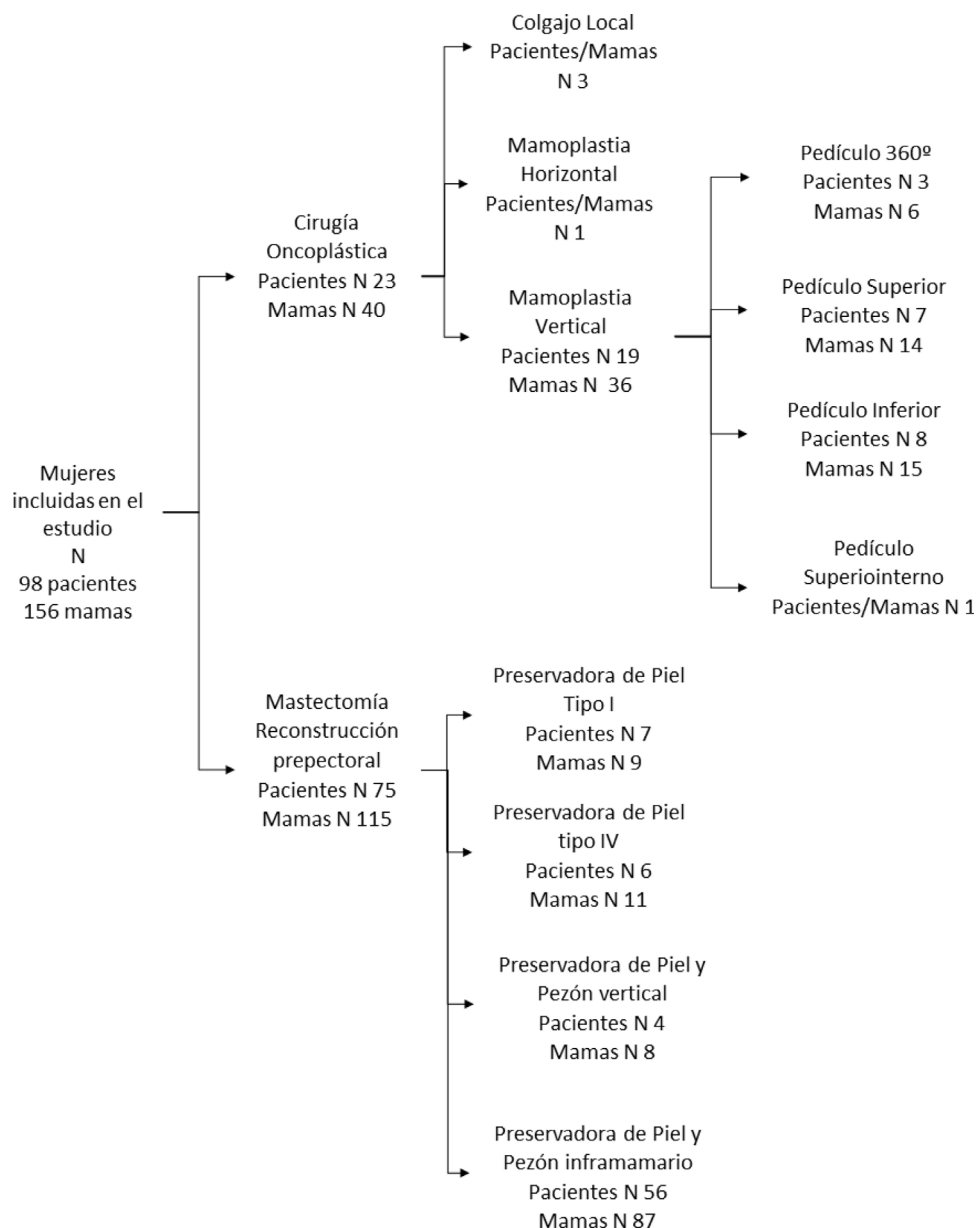 Mujeres
incluidas en el
estudio
N
98 pacientes
156 mamas
Cirugía
Oncoplástica
Pacientes N 23
Mamas N 40
Colgajo Local
Pacientes/Mamas
N 3
Mamoplastia
Horizontal
Pacientes/Mamas
N 1
Mamoplastia
Vertical
Pacientes N 19
Mamas N 36
Pedículo 360º
Pacientes N 3
Mamas N 6
Pedículo Superior
Pacientes N 7
Mamas N 14
Pedículo Inferior
Pacientes N 8
Mamas N 15
Pedículo
Superiointerno
Pacientes/Mamas N 1
Mastectomía
Reconstrucción
prepectoral
Pacientes N 75
Mamas N 115
Preservadora de Piel
Tipo I
Pacientes N 7
Mamas N 9
Preservadora de Piel
tipo IV
Pacientes N 6
Mamas N 11
Preservadora de Piel y
Pezón vertical
Pacientes N 4
Mamas N 8
Preservadora de Piel y
Pezón inframamario
Pacientes N 56
Mamas N 87